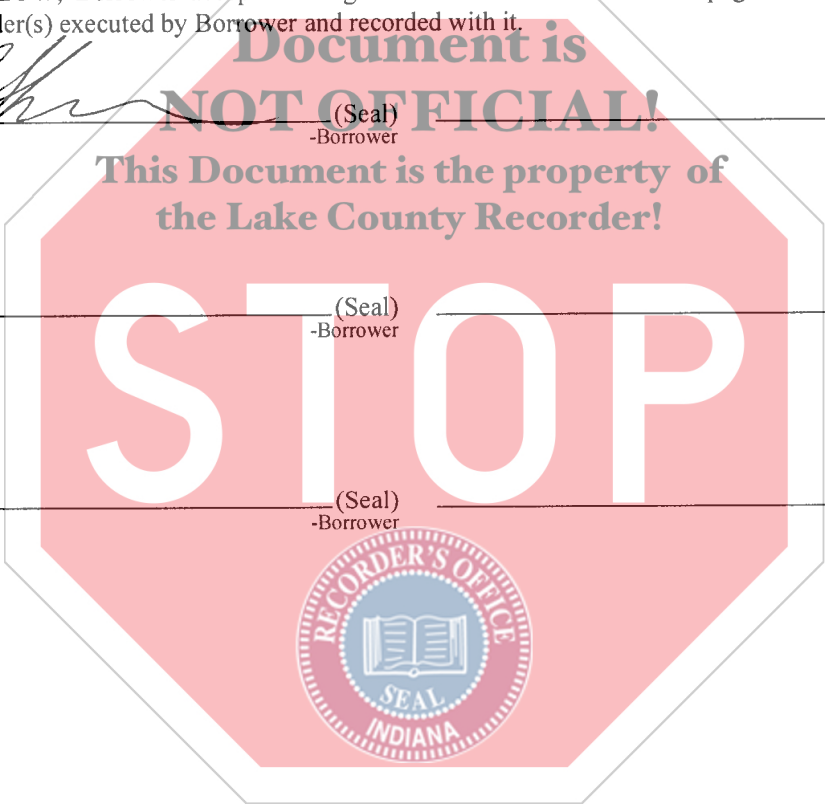 er(s) executed by Borrower and recorded with it.
Document is
NOT OFFICIAL!
(Seal)
-Borrower
This Document is the property of
the Lake County Recorder!
(Seal)
-Borrower
STOP
(Seal)
-Borrower
RECORDER'S OFFICE
SEAL
INDIANA